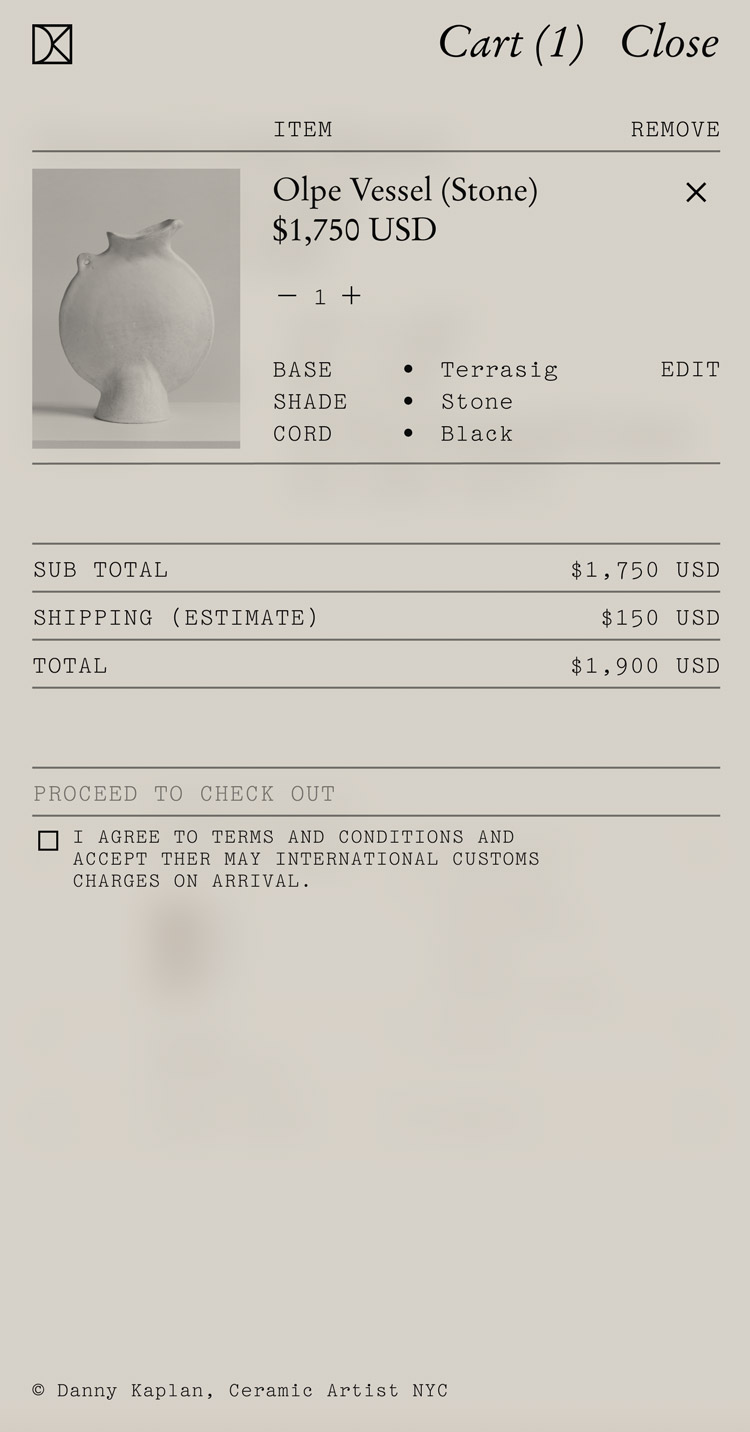 Cart (1) Close
ITEM REMOVE
Olpe Vessel (Stone)
$1,750 USD
— 1 +
BASE • Terrasig EDIT
SHADE • Stone
CORD • Black
SUB TOTAL $1,750 USD
SHIPPING (ESTIMATE) $150 USD
TOTAL $1,900 USD
PROCEED TO CHECK OUT
I AGREE TO TERMS AND CONDITIONS AND
ACCEPT THER MAY INTERNATIONAL CUSTOMS
CHARGES ON ARRIVAL.
© Danny Kaplan, Ceramic Artist NYC